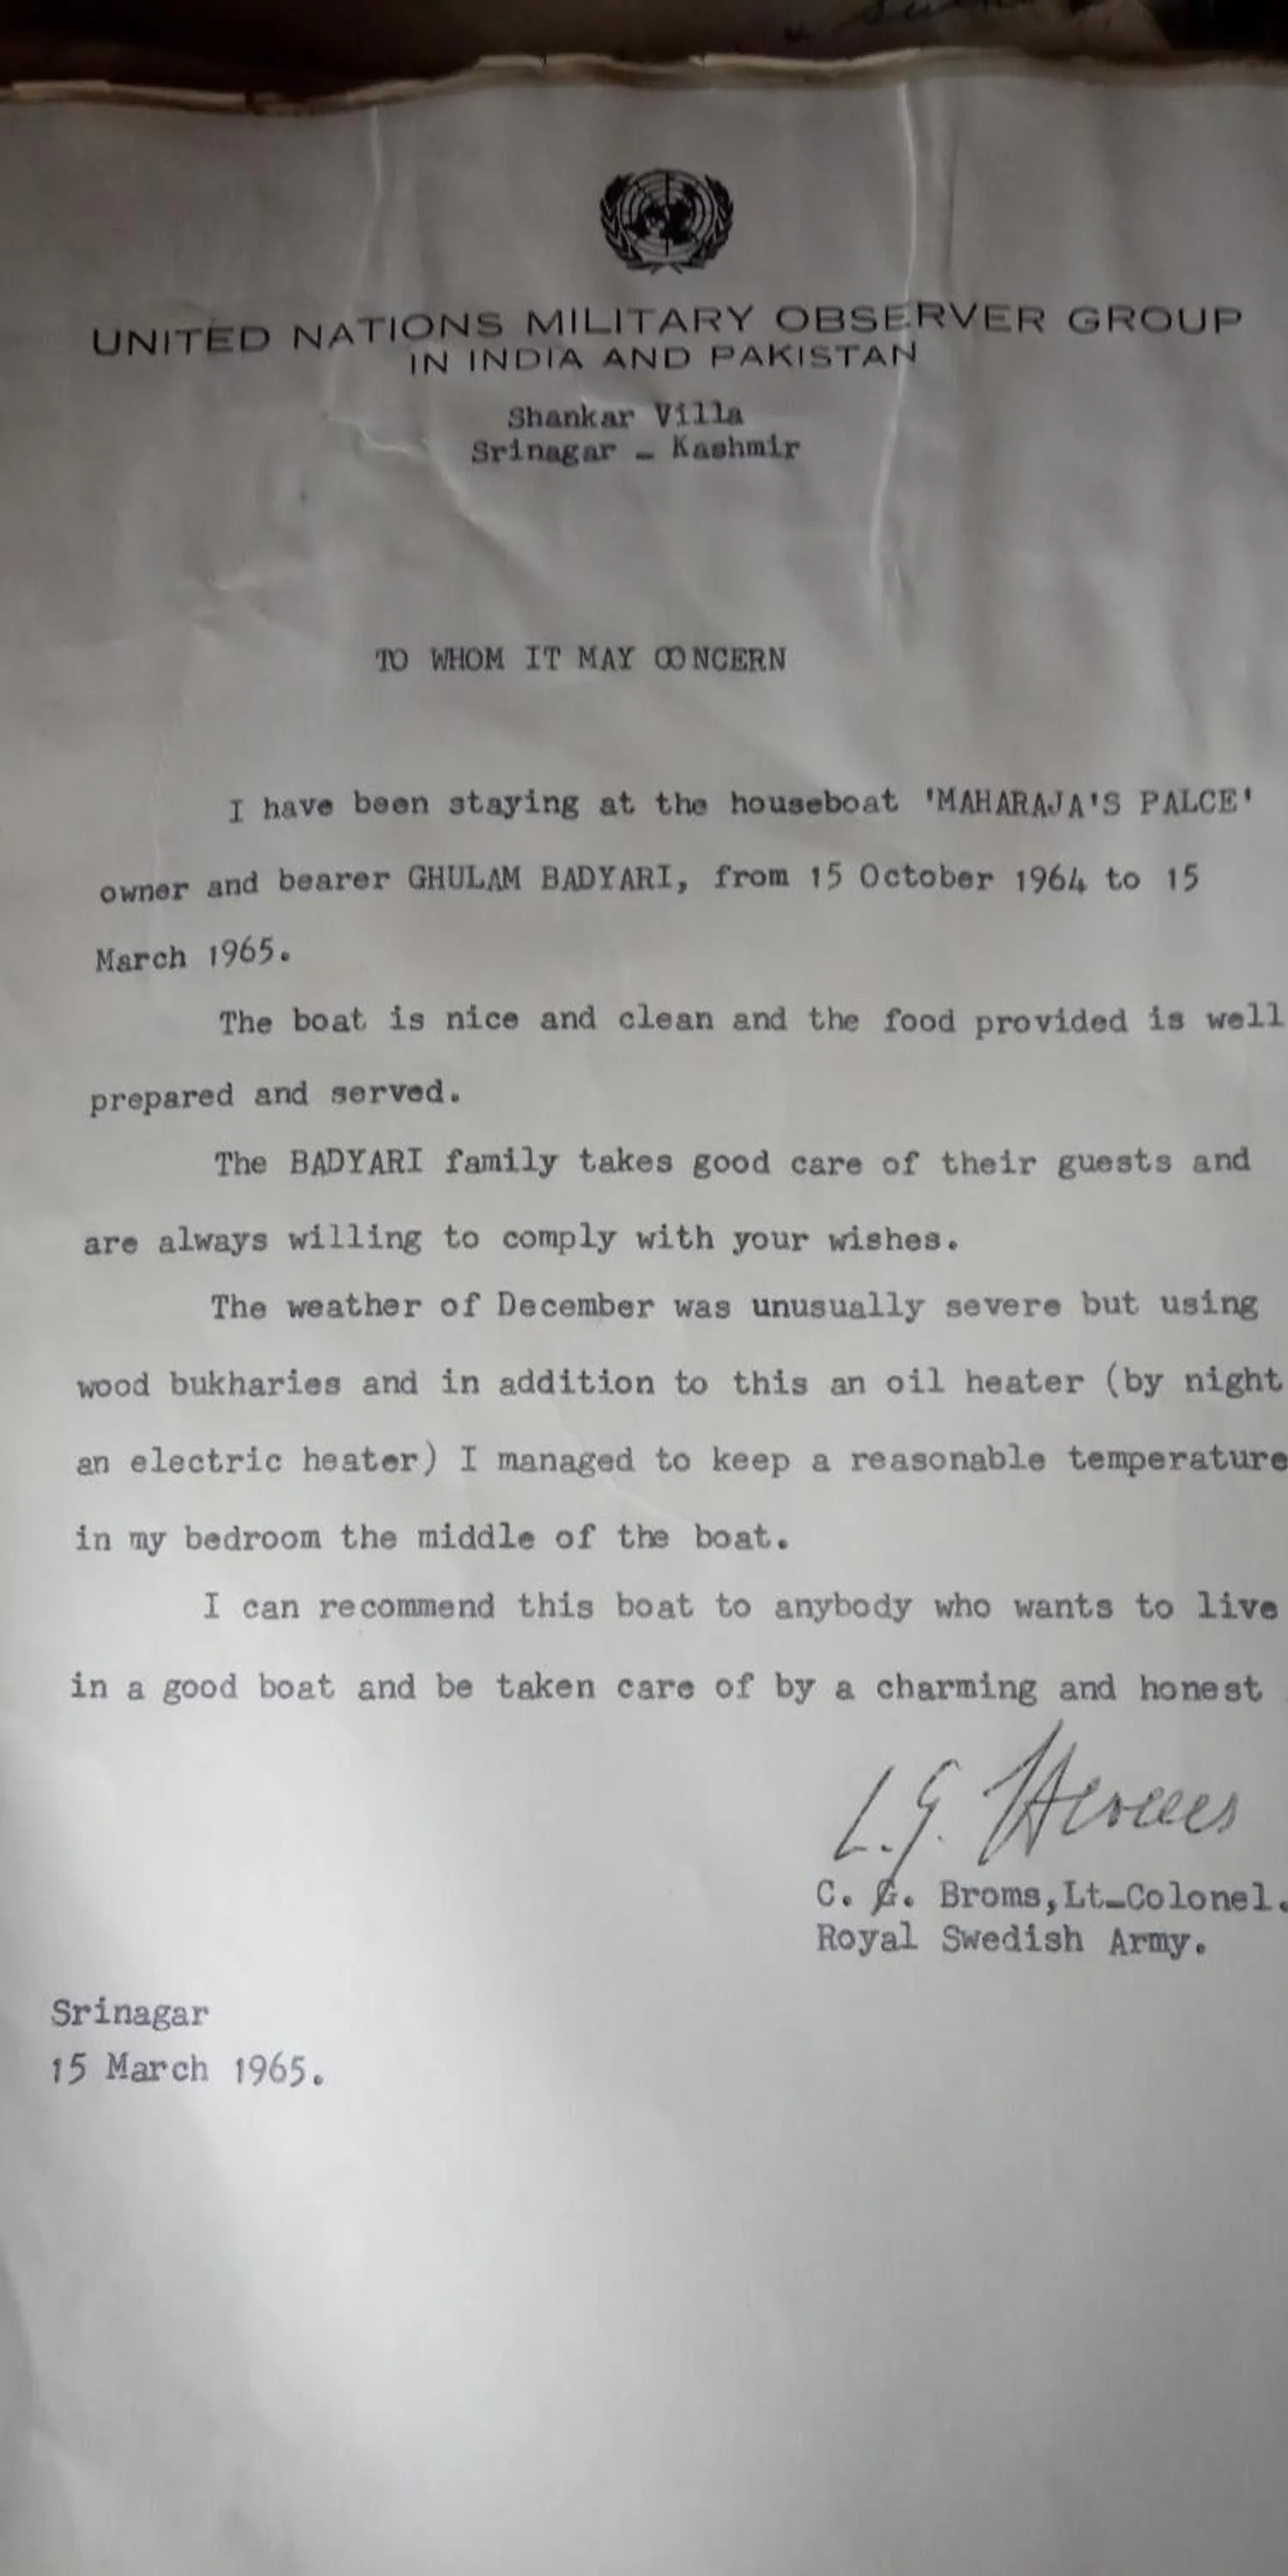 UNITED NATIONS MILITARY OBSERVER GROUP
IN INDIA AND PAKISTAN
Shankar Villa
Srinagar - Kashmir
TO WHOM IT MAY CONCERN
I have been staying at the houseboat 'MAHARAJA'S PALCE'
owner and bearer GHULAM BADYARI, from 15 October 1964 to 15
March 1965.
The boat is nice and clean and the food provided is well
prepared and served.
The BADYARI family takes good care of their guests and
are always willing to comply with your wishes.
The weather of December was unusually severe but using
wood bukharies and in addition to this an oil heater (by night
an electric heater) I managed to keep a reasonable temperature
in my bedroom the middle of the boat.
I can recommend this boat to anybody who wants to live
in a good boat and be taken care of by a charming and honest
C. G. Broms,Lt-Colonel.
Royal Swedish Army.
Srinagar
15 March 1965.